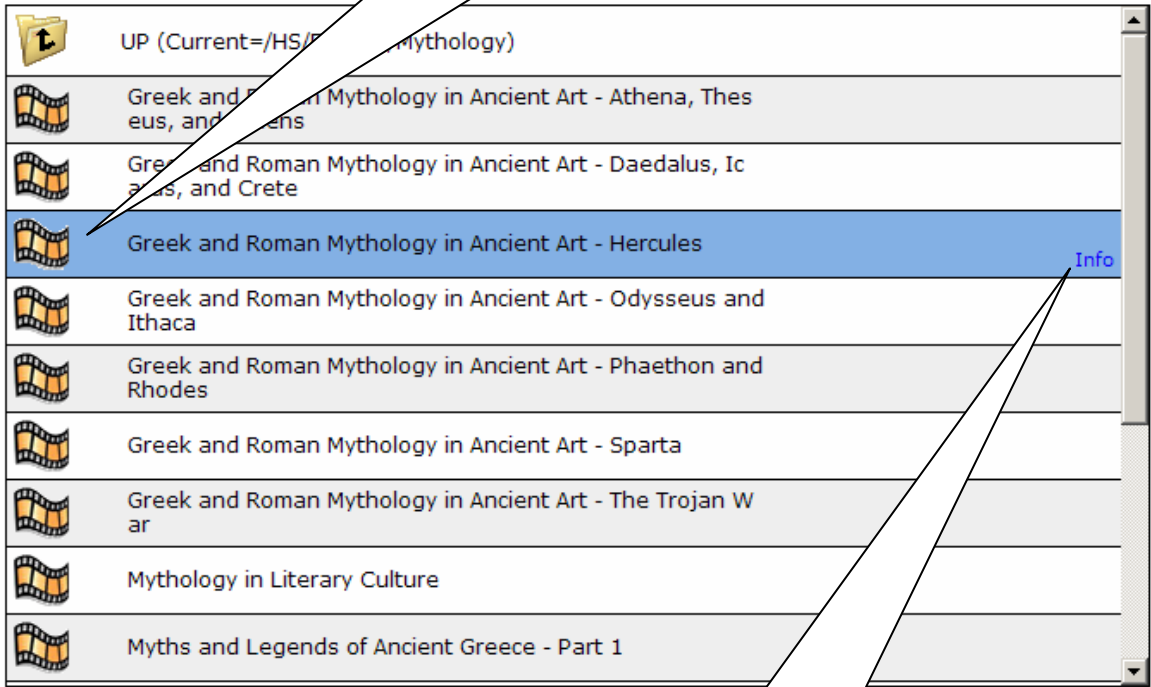 UP (Current=/HS/ /Mythology)
Greek and Roman Mythology in Ancient Art - Athena, Thes
eus, and
Greek and Roman Mythology in Ancient Art - Daedalus, Ic
arus, and Crete
Greek and Roman Mythology in Ancient Art - Hercules
Info
Greek and Roman Mythology in Ancient Art - Odysseus and
Ithaca
Greek and Roman Mythology in Ancient Art - Phaethon and
Rhodes
Greek and Roman Mythology in Ancient Art - Sparta
Greek and Roman Mythology in Ancient Art - The Trojan W
ar
Mythology in Literary Culture
Myths and Legends of Ancient Greece - Part 1